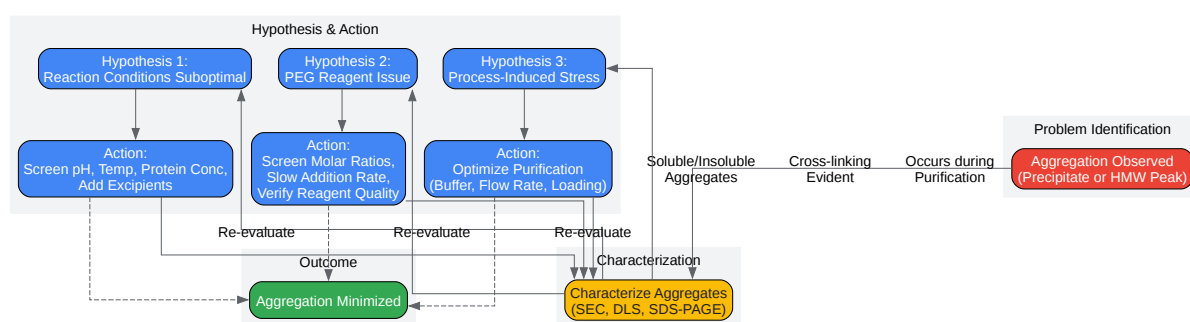 Hypothesis & Action
Hypothesis 1:
Reaction Conditions Suboptimal
Hypothesis 2:
PEG Reagent Issue
Hypothesis 3:
Process-Induced Stress
Action:
Screen pH, Temp, Protein Conc,
Add Excipients
Action:
Screen Molar Ratios,
Slow Addition Rate,
Verify Reagent Quality
Action:
Optimize Purification
(Buffer, Flow Rate, Loading)
Soluble/Insoluble
Aggregates
Cross-linking
Evident
Occurs during
Purification
Problem Identification
Aggregation Observed
(Precipitate or HMW Peak)
Re-evaluate
Re-evaluate
Re-evaluate
Outcome
Aggregation Minimized
Characterization
Characterize Aggregates
(SEC, DLS, SDS-PAGE)